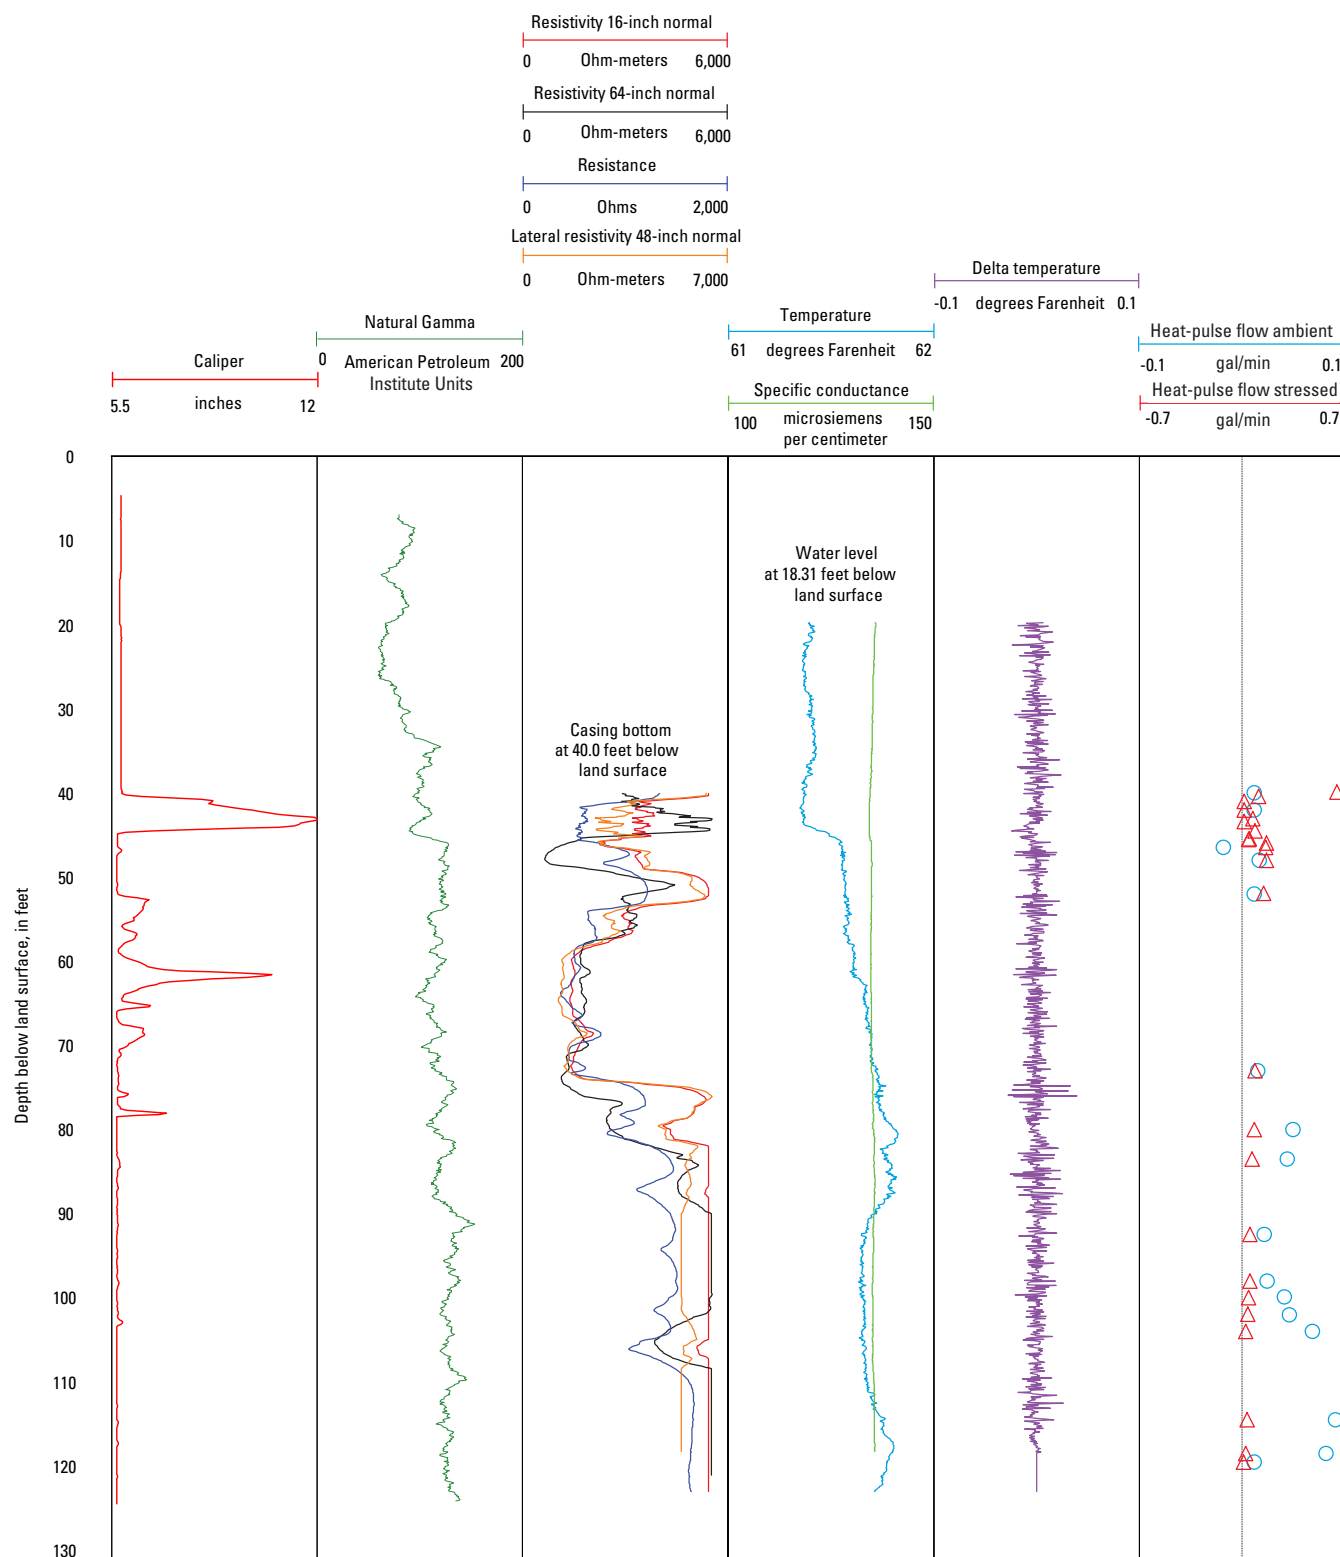 Resistivity 16-inch normal
0 Ohm-meters 6,000
Resistivity 64-inch normal
0 Ohm-meters 6,000
Resistance
0 Ohms 2,000
Lateral resistivity 48-inch normal
0 Ohm-meters 7,000
Delta temperature
-0.1 degrees Farenheit 0.1
Temperature
61 degrees Farenheit 62
Natural Gamma
0 American Petroleum 200
Institute Units
Heat-pulse flow ambient
-0.1 gal/min 0.1
Caliper
5.5 inches 12
Specific conductance
100 microsiemens 150
per centimeter
Heat-pulse flow stressed
-0.7 gal/min 0.7
Depth below land surface, in feet
0
10
20
30
40
50
60
70
80
90
100
110
120
130
Water level
at 18.31 feet below
land surface
Casing bottom
at 40.0 feet below
land surface